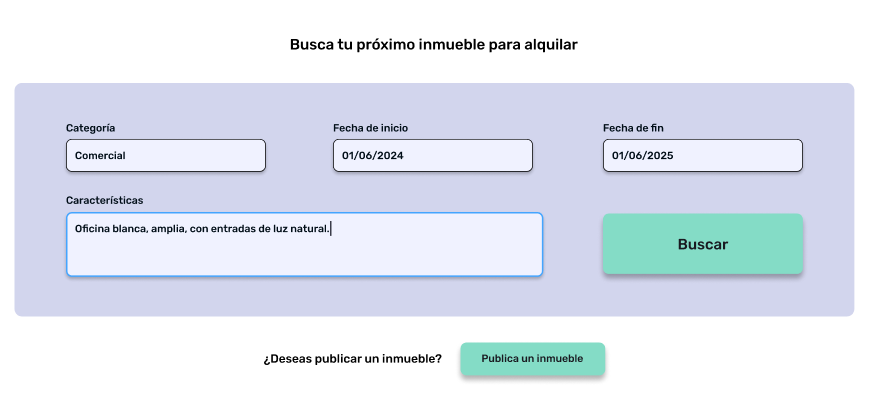 Busca tu próximo inmueble para alquilar
Categoría
Fecha de inicio
Fecha de fin
Comercial
01/06/2024
01/06/2025
Características
Oficina blanca, amplia, con entradas de luz natural.
Buscar
¿Deseas publicar un inmueble?
Publica un inmueble